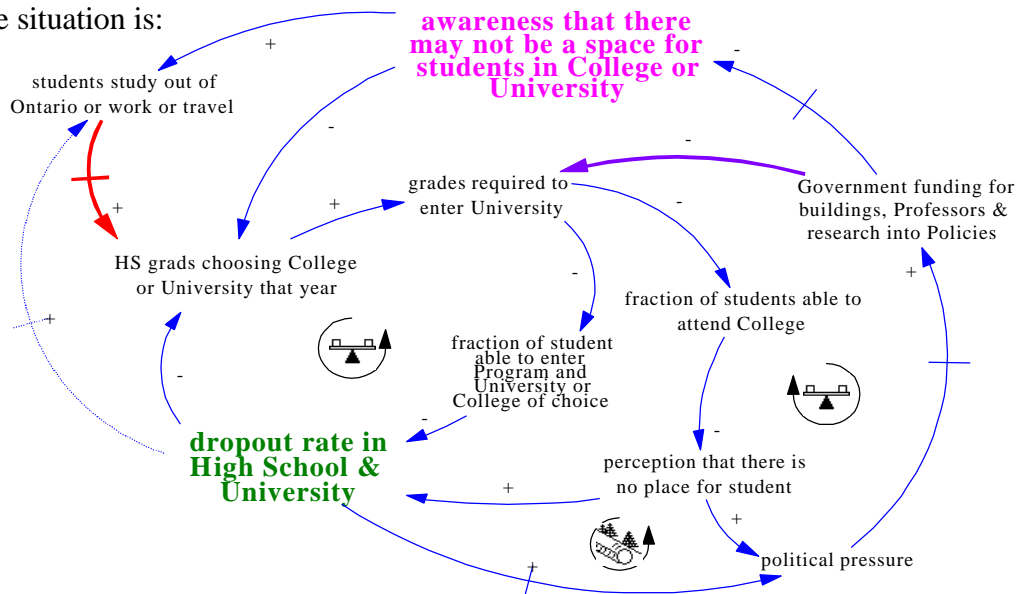 e situation is:
awareness that there
may not be a space for
students in College or
University
+
-
students study out of
Ontario or work or travel
-
-
+
grades required to
enter University
+
-
Government funding for
buildings, Professors &
research into Policies
HS grads choosing College
or University that year
-
+
fraction of students able to
attend College
+
fraction of student
able to enter
Program and
University or
College of choice
-
-
-
dropout rate in
High School &
University
perception that there is
no place for student
+
+
+
political pressure